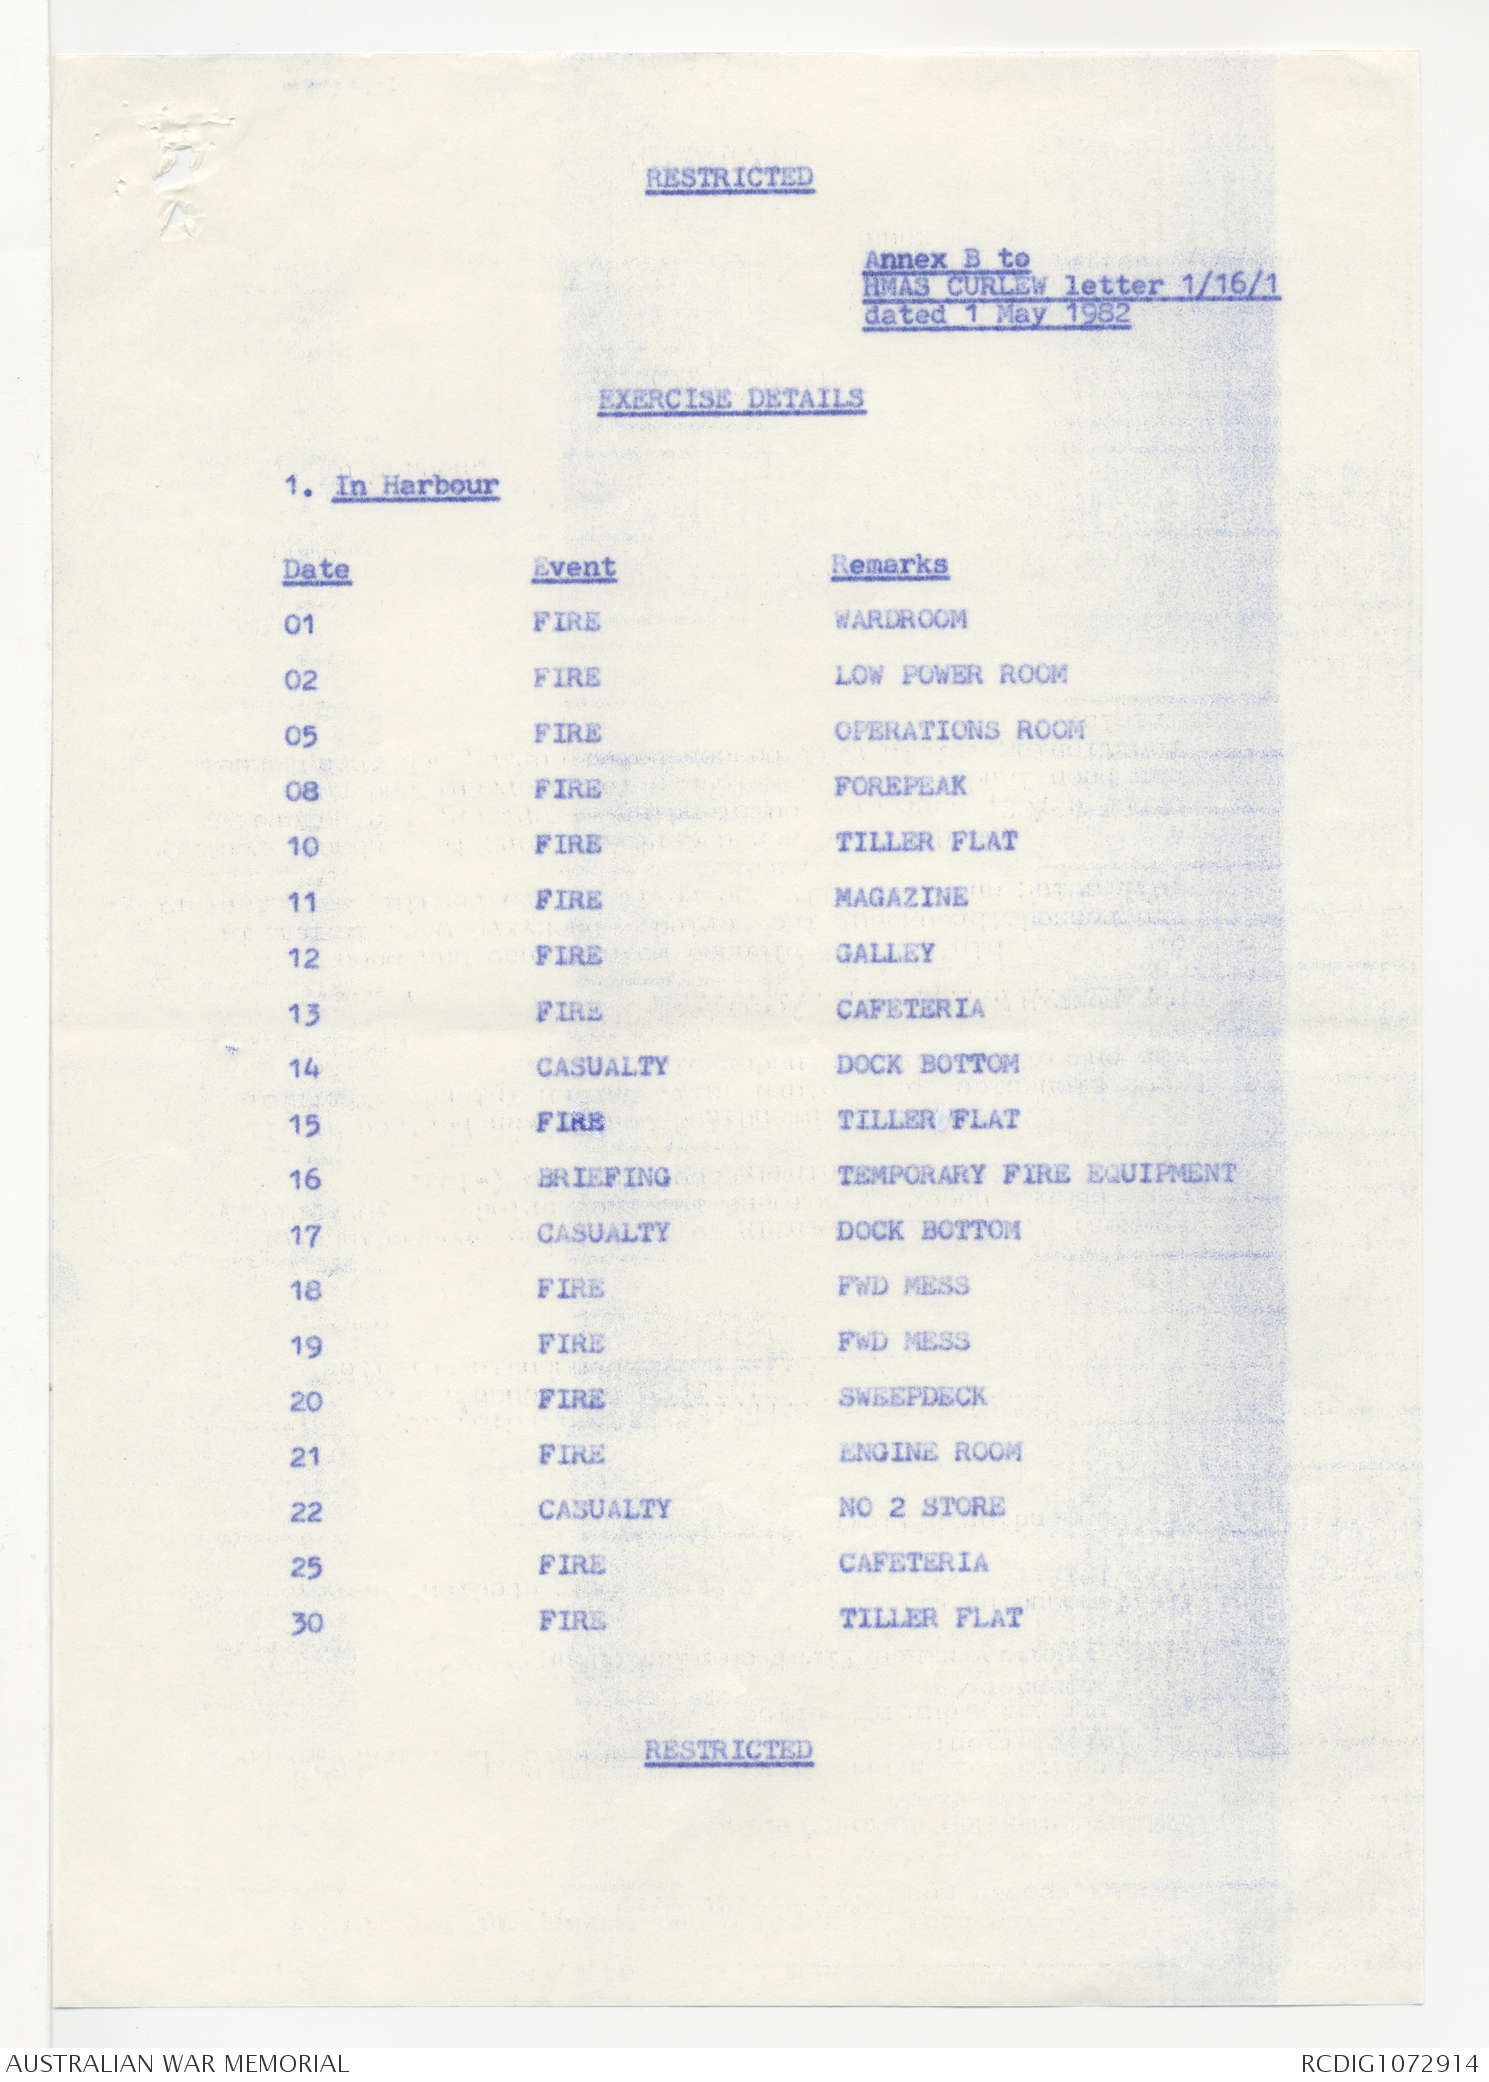 RESTRICTED
Annex B to
HMAS CURLEW letter 1/16/1
dated 1 May 1982
EXERCISE DETAILS
1. In Harbour
Date Event Remarks
01 FIRE WARDROOM
02 FIRE LOW POWER ROOM
05 FIRE OPERATIONS ROOM
08 FIRE FOREPEAK
10 FIRE TILLER FLAT
11 FIRE MAGAZINE
12 FIRE GALLEY
13 FIRE CAFETERIA
14 CASUALTY DOCK BOTTOM
15 FIRE TILLER FLAT
16 BRIEFING TEMPORARY FIRE EQUIPMENT
17 CASUALTY DOCK BOTTOM
18 FIRE FWD MESS
19 FIRE FWD MESS
20 FIRE SWEEPDECK
21 FIRE ENGINE ROOM
22 CASUALTY NO 2 STORE
25 FIRE CAFETERIA
30 FIRE TILLER FLAT
RESTRICTED
AUSTRALIAN WAR MEMORIAL RCDIG1072914